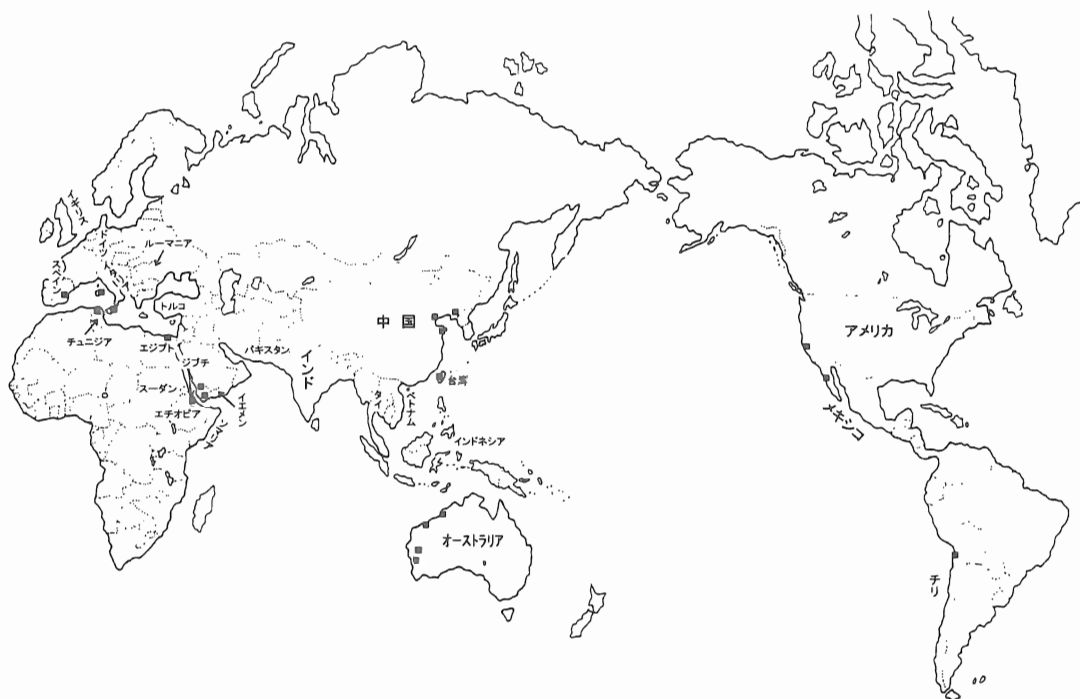 イギリス
ドイツ
ルーマニア
スペイン
イタリア
トルコ
チュニジア
エジプト
パキスタン
インド
中国
ジブチ
スーダン
イエメン
エチオピア
台湾
タイ
ベトナム
インドネシア
オーストラリア
アメリカ
メキシコ
チリ